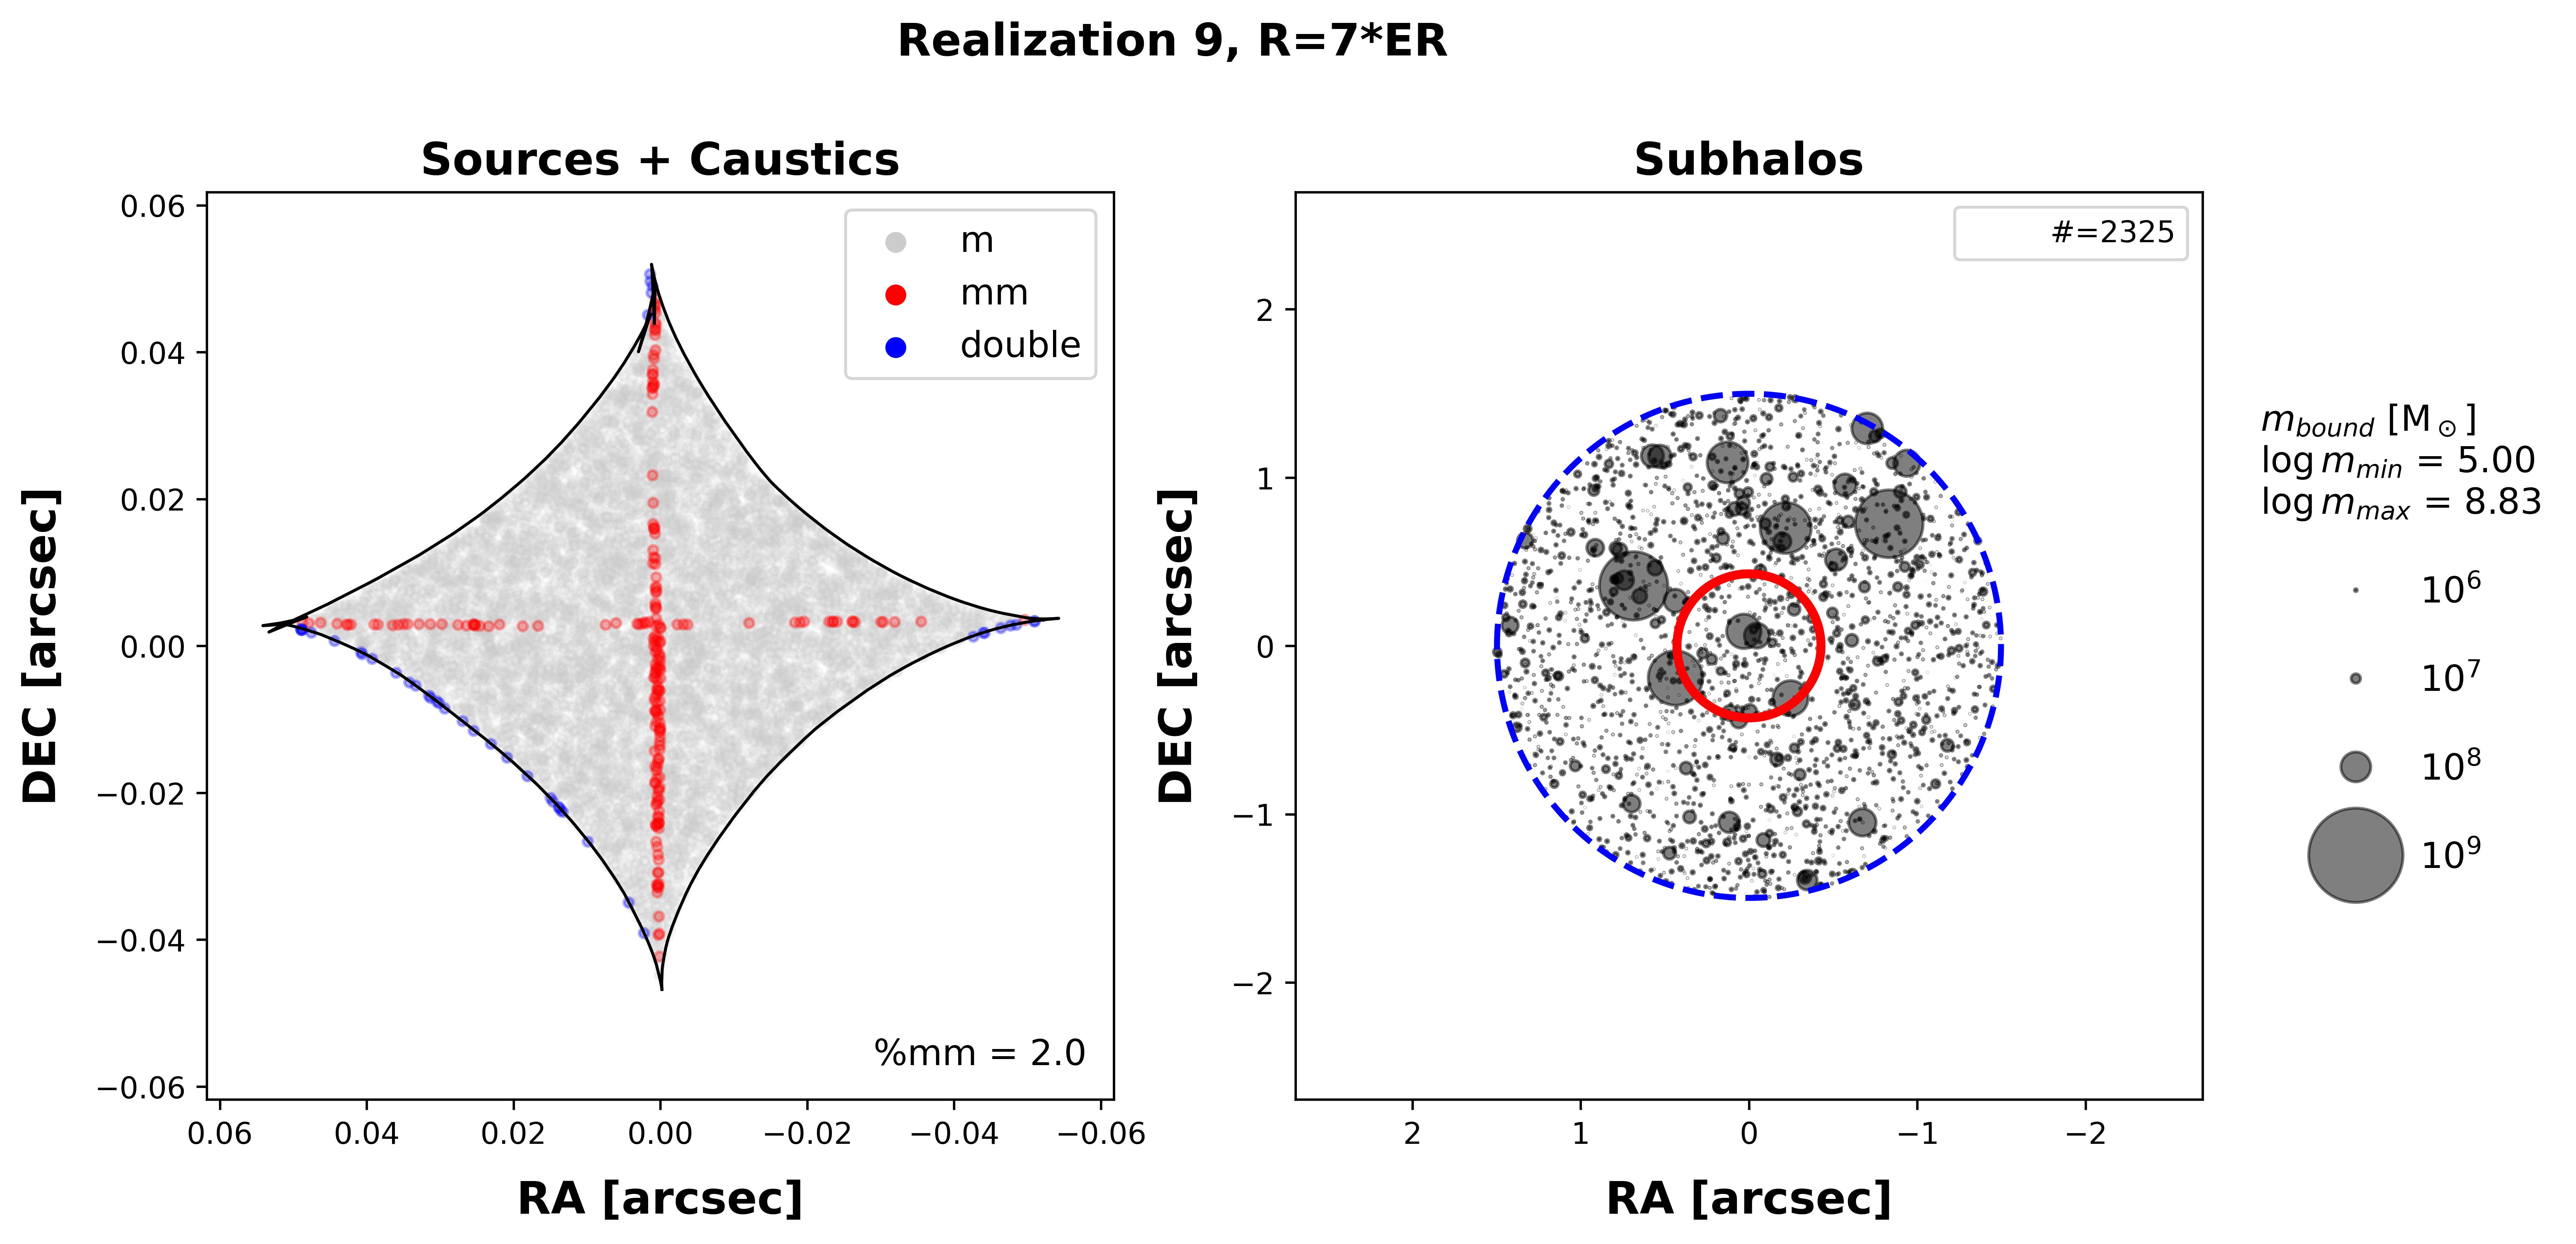 Realization 9, R=7*ER
Sources + Caustics
m
mm
double
%mm = 2.0
0.06
0.04
0.02
0.00
−0.02
−0.04
−0.06
0.06
0.04
0.02
0.00
−0.02
−0.04
−0.06
DEC [arcsec]
RA [arcsec]
Subhalos
#=2325
2
1
0
−1
−2
2
1
0
−1
−2
DEC [arcsec]
RA [arcsec]
m_bound [M_⊙]
log m_min = 5.00
log m_max = 8.83
10^6
10^7
10^8
10^9